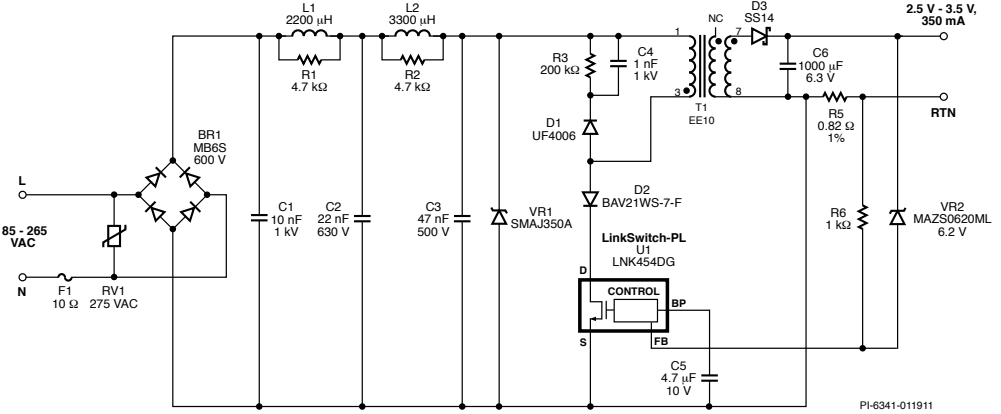 L1
2200 μH
L2
3300 μH
R1
4.7 kΩ
R2
4.7 kΩ
R3
200 kΩ
C4
1 nF
1 kV
NC
D3
SS14
2.5 V - 3.5 V,
350 mA
1
7
3
8
T1
EE10
C6
1000 μF
6.3 V
RTN
R5
0.82 Ω
1%
D1
UF4006
BR1
MB6S
600 V
L
85 - 265
VAC
N
F1
10 Ω
RV1
275 VAC
C1
10 nF
1 kV
C2
22 nF
630 V
C3
47 nF
500 V
VR1
SMAJ350A
D2
BAV21WS-7-F
R6
1 kΩ
VR2
MAZS0620ML
6.2 V
LinkSwitch-PL
U1
LNK454DG
D
CONTROL
BP
S
FB
C5
4.7 μF
10 V
PI-6341-011911